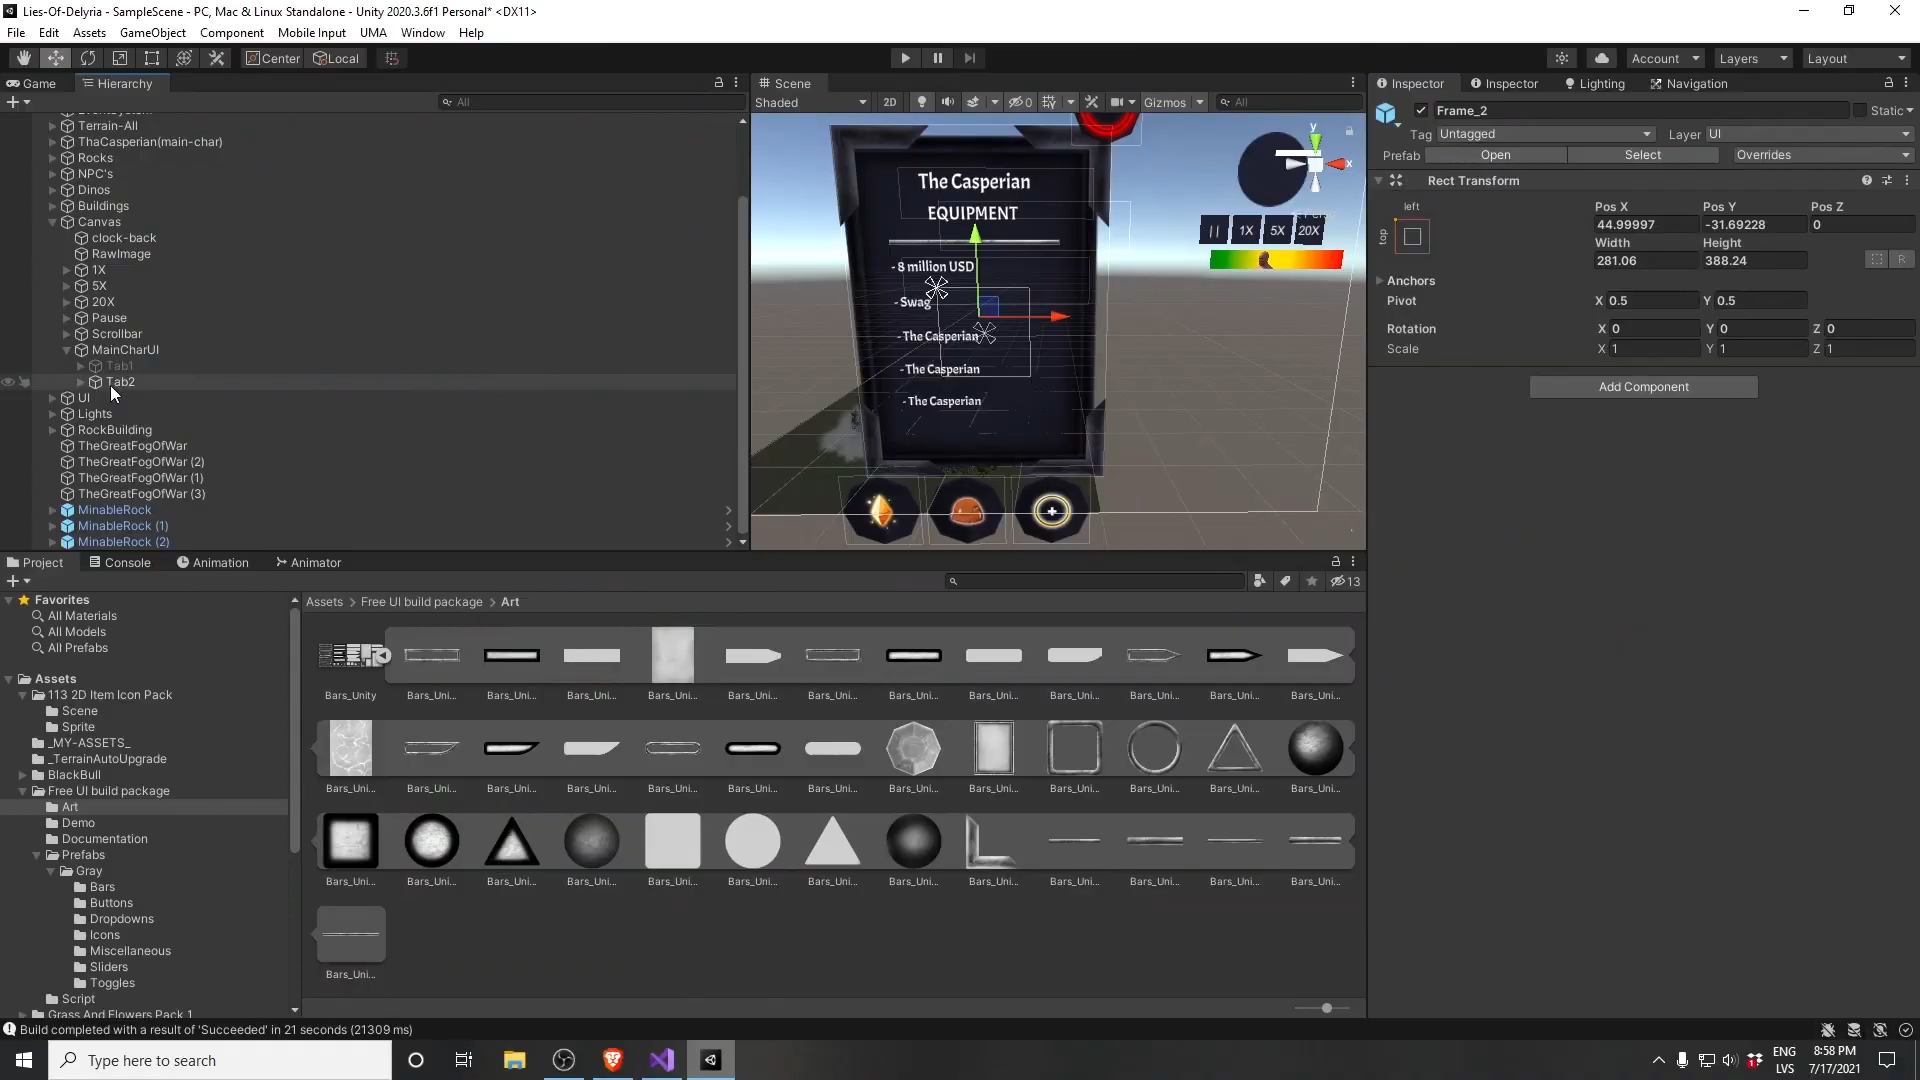 Lies-Of-Delyria - SampleScene - PC, Mac & Linux Standalone - Unity 2020.3.6f1 Personal* <DX11>
File Edit Assets GameObject Component Mobile Input UMA Window Help
Center Local Account Layers Layout
Game Hierarchy
All
Terrain-All
ThaCasperian(main-char)
Rocks
NPC's
Dinos
Buildings
Canvas
clock-back
RawImage
1X
5X
20X
Pause
Scrollbar
MainCharUI
Tab1
Tab2
UI
Lights
RockBuilding
TheGreatFogOfWar
TheGreatFogOfWar (2)
TheGreatFogOfWar (1)
TheGreatFogOfWar (3)
MinableRock
MinableRock (1)
MinableRock (2)
Scene
Shaded 2D 0 Gizmos All
y
x
The Casperian
EQUIPMENT
- 8 million USD
- Swag
- The Casperian
- The Casperian
- The Casperian
1X 5X 20X
Inspector Inspector Lighting Navigation
Frame_2 Static
Tag Untagged Layer UI
Prefab Open Select Overrides
Rect Transform
left
top
Pos X Pos Y Pos Z
44.99997 -31.69228 0
Width Height
281.06 388.24 R
Anchors
Pivot X 0.5 Y 0.5
Rotation X 0 Y 0 Z 0
Scale X 1 Y 1 Z 1
Add Component
Project Console Animation Animator
13
Favorites
All Materials
All Models
All Prefabs
Assets
113 2D Item Icon Pack
Scene
Sprite
_MY-ASSETS_
_TerrainAutoUpgrade
BlackBull
Free UI build package
Art
Demo
Documentation
Prefabs
Gray
Bars
Buttons
Dropdowns
Icons
Miscellaneous
Sliders
Toggles
Script
Grass And Flowers Pack 1
Assets > Free UI build package > Art
Bars_Unity Bars_Uni... Bars_Uni... Bars_Uni... Bars_Uni... Bars_Uni... Bars_Uni... Bars_Uni... Bars_Uni... Bars_Uni... Bars_Uni... Bars_Uni... Bars_Uni...
Bars_Uni... Bars_Uni... Bars_Uni... Bars_Uni... Bars_Uni... Bars_Uni... Bars_Uni... Bars_Uni... Bars_Uni... Bars_Uni... Bars_Uni... Bars_Uni... Bars_Uni...
Bars_Uni... Bars_Uni... Bars_Uni... Bars_Uni... Bars_Uni... Bars_Uni... Bars_Uni... Bars_Uni... Bars_Uni... Bars_Uni... Bars_Uni... Bars_Uni... Bars_Uni...
Bars_Uni...
Build completed with a result of 'Succeeded' in 21 seconds (21309 ms)
Type here to search
ENG
LVS
8:58 PM
7/17/2021